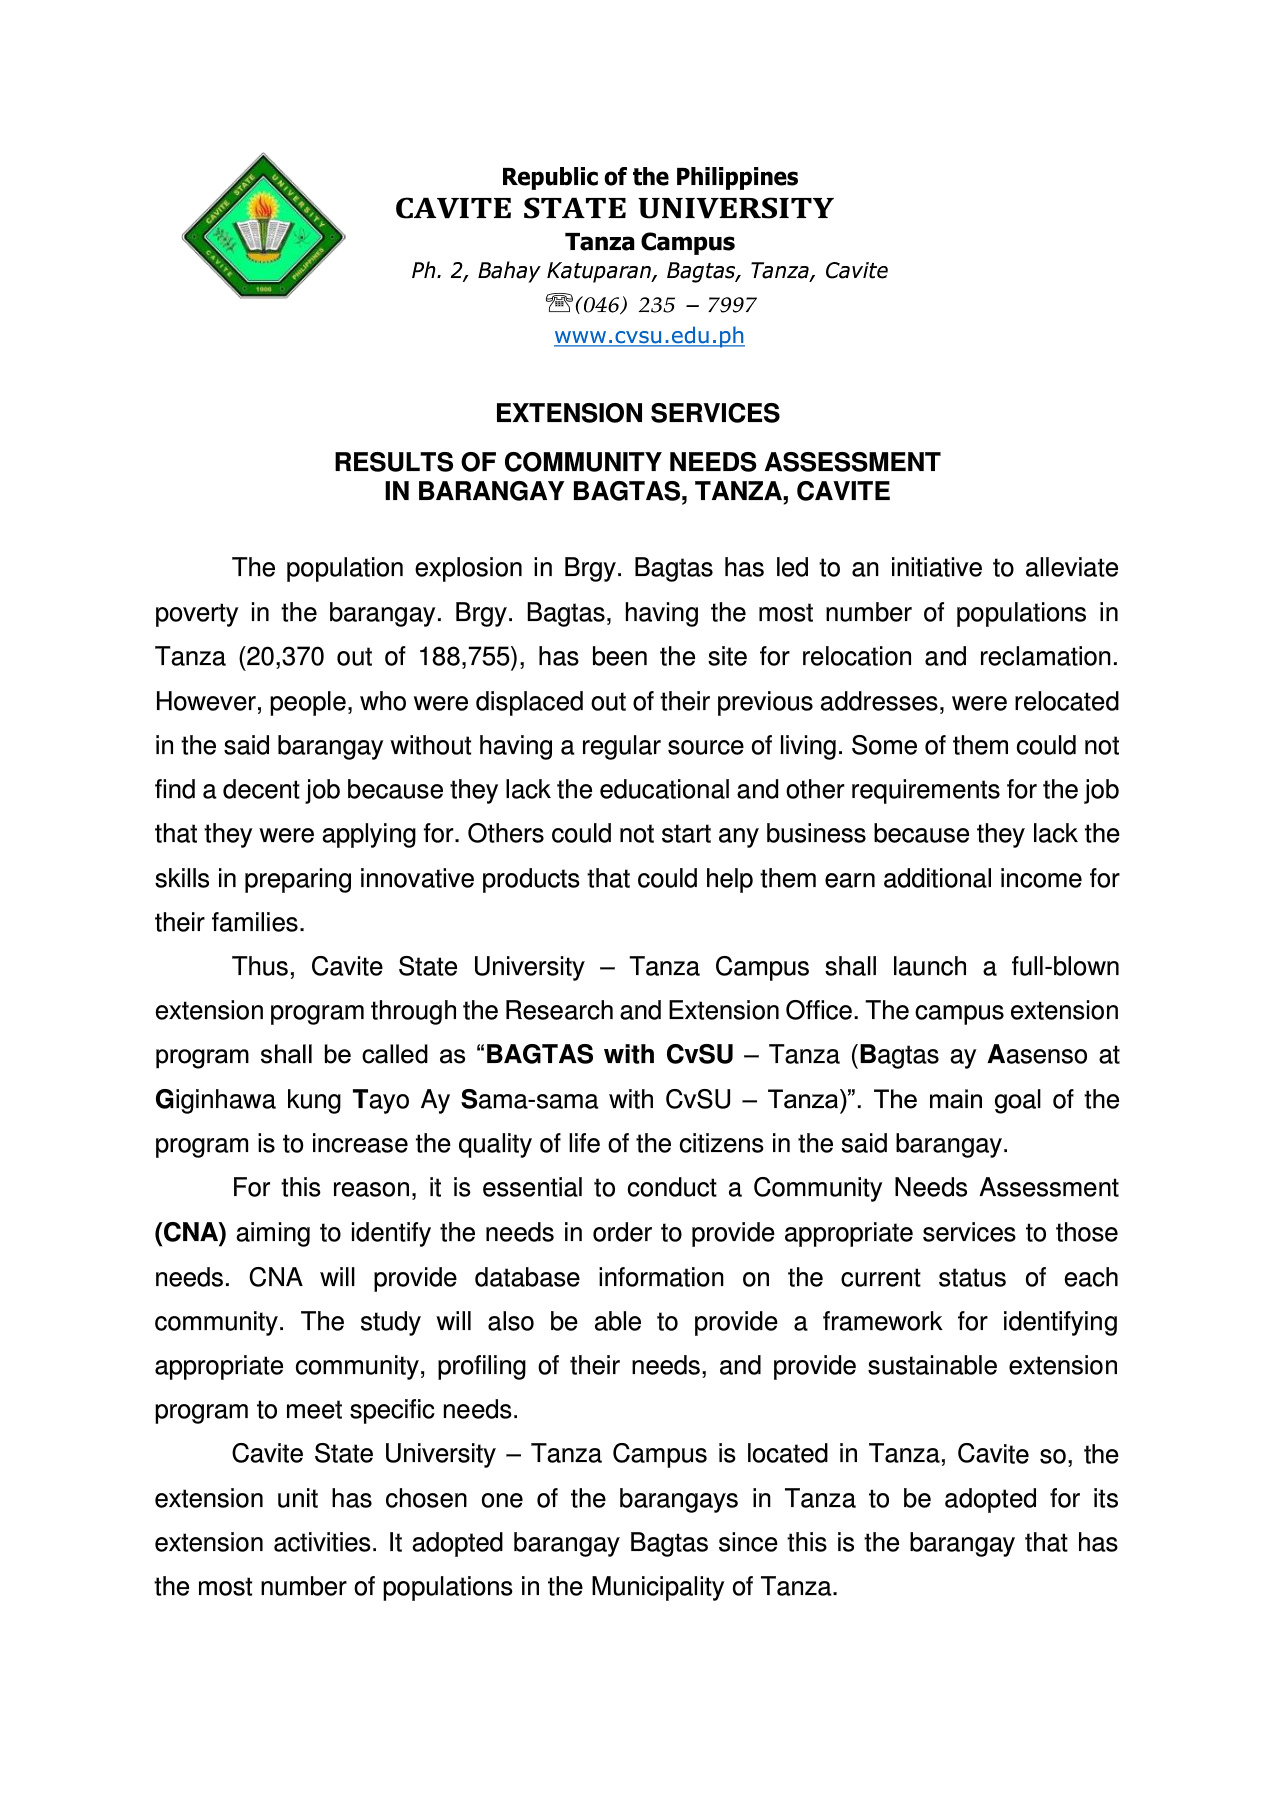 CAVITE STATE UNIVERSITY
CAVITE PHILIPPINES
1906
Republic of the Philippines
CAVITE STATE UNIVERSITY
Tanza Campus
Ph. 2, Bahay Katuparan, Bagtas, Tanza, Cavite
☏(046) 235 – 7997
www.cvsu.edu.ph
EXTENSION SERVICES
RESULTS OF COMMUNITY NEEDS ASSESSMENT
IN BARANGAY BAGTAS, TANZA, CAVITE
The population explosion in Brgy. Bagtas has led to an initiative to alleviate
poverty in the barangay. Brgy. Bagtas, having the most number of populations in
Tanza (20,370 out of 188,755), has been the site for relocation and reclamation.
However, people, who were displaced out of their previous addresses, were relocated
in the said barangay without having a regular source of living. Some of them could not
find a decent job because they lack the educational and other requirements for the job
that they were applying for. Others could not start any business because they lack the
skills in preparing innovative products that could help them earn additional income for
their families.
Thus, Cavite State University – Tanza Campus shall launch a full-blown
extension program through the Research and Extension Office. The campus extension
program shall be called as “BAGTAS with CvSU – Tanza (Bagtas ay Aasenso at
Giginhawa kung Tayo Ay Sama-sama with CvSU – Tanza)”. The main goal of the
program is to increase the quality of life of the citizens in the said barangay.
For this reason, it is essential to conduct a Community Needs Assessment
(CNA) aiming to identify the needs in order to provide appropriate services to those
needs. CNA will provide database information on the current status of each
community. The study will also be able to provide a framework for identifying
appropriate community, profiling of their needs, and provide sustainable extension
program to meet specific needs.
Cavite State University – Tanza Campus is located in Tanza, Cavite so, the
extension unit has chosen one of the barangays in Tanza to be adopted for its
extension activities. It adopted barangay Bagtas since this is the barangay that has
the most number of populations in the Municipality of Tanza.